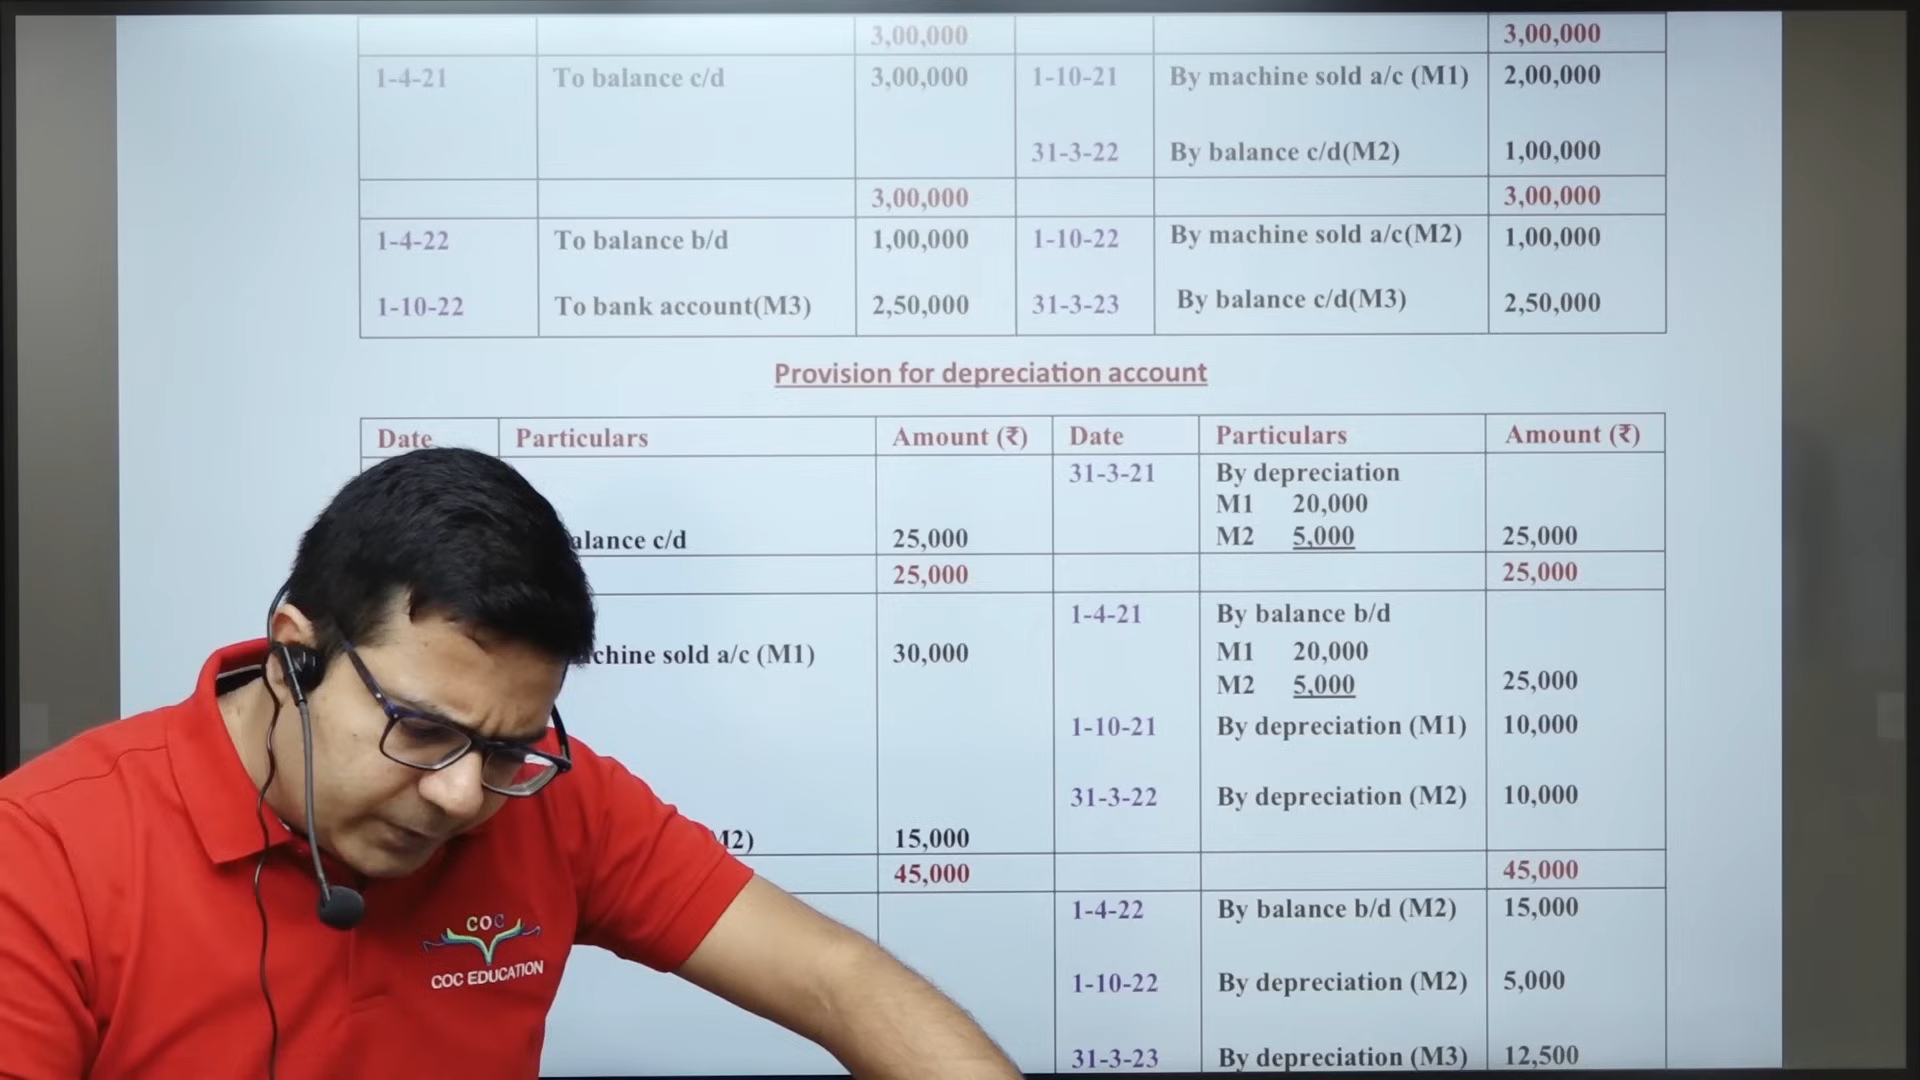 3,00,000 3,00,000
1-4-21 To balance c/d 3,00,000 1-10-21 By machine sold a/c (M1) 2,00,000
31-3-22 By balance c/d(M2) 1,00,000
3,00,000 3,00,000
1-4-22 To balance b/d 1,00,000 1-10-22 By machine sold a/c(M2) 1,00,000
1-10-22 To bank account(M3) 2,50,000 31-3-23 By balance c/d(M3) 2,50,000
Provision for depreciation account
Date Particulars Amount (₹) Date Particulars Amount (₹)
31-3-21 By depreciation
M1 20,000
alance c/d 25,000 M2 5,000 25,000
25,000 25,000
1-4-21 By balance b/d
chine sold a/c (M1) 30,000 M1 20,000
M2 5,000 25,000
1-10-21 By depreciation (M1) 10,000
31-3-22 By depreciation (M2) 10,000
M2) 15,000
45,000 45,000
1-4-22 By balance b/d (M2) 15,000
1-10-22 By depreciation (M2) 5,000
31-3-23 By depreciation (M3) 12,500
COC
COC EDUCATION